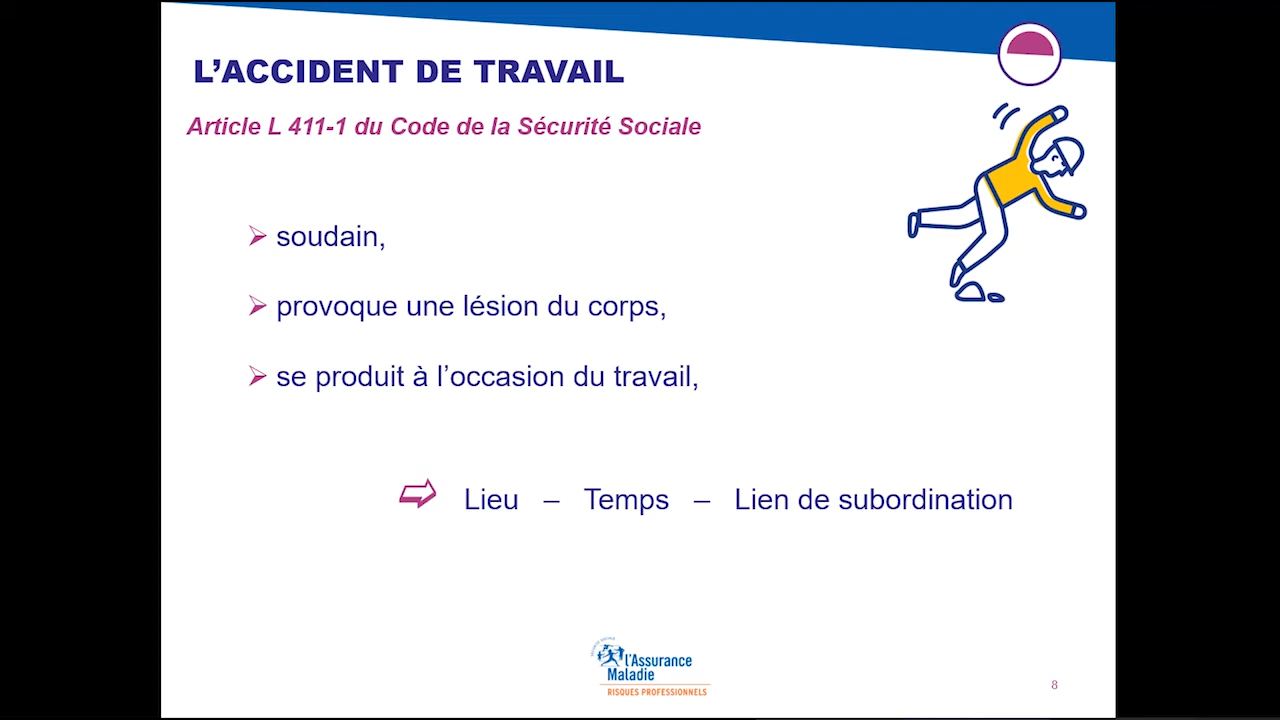 L’ACCIDENT DE TRAVAIL
Article L 411-1 du Code de la Sécurité Sociale
soudain,
provoque une lésion du corps,
se produit à l’occasion du travail,
Lieu – Temps – Lien de subordination
l’Assurance
Maladie
RISQUES PROFESSIONNELS
8